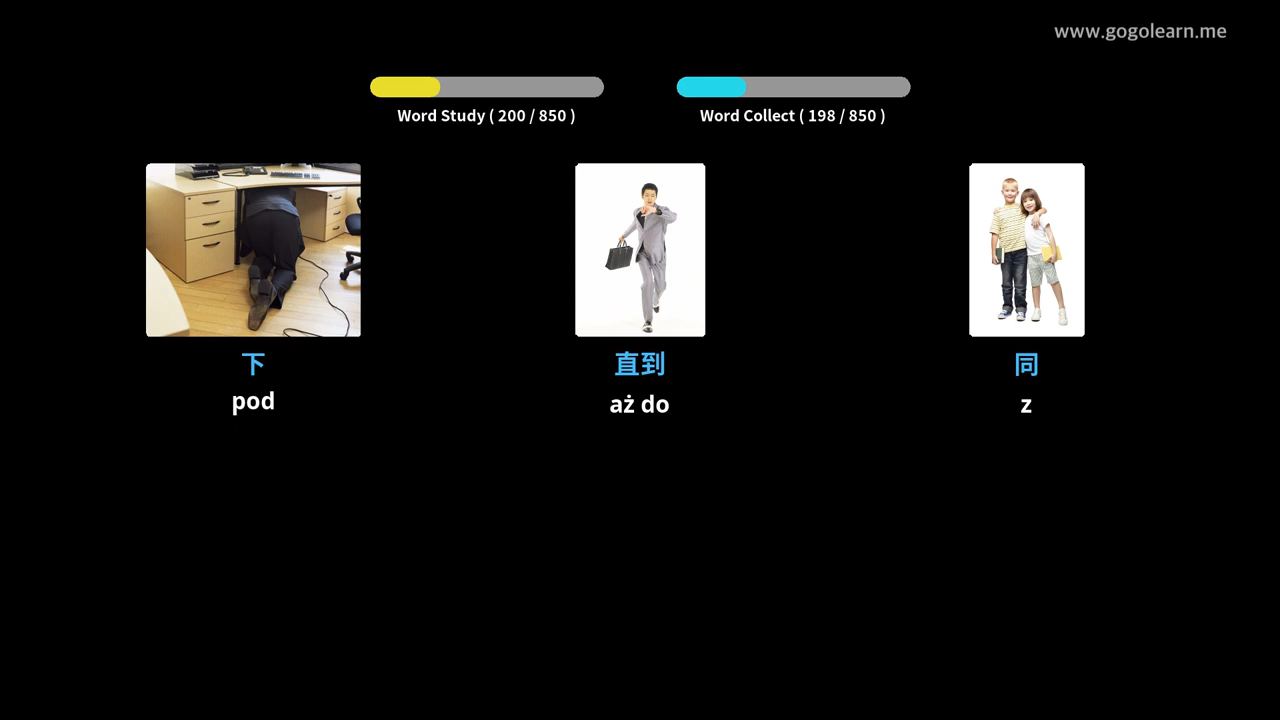 www.gogolearn.me
Word Study ( 200 / 850 )
Word Collect ( 198 / 850 )
下
pod
直到
aż do
同
z